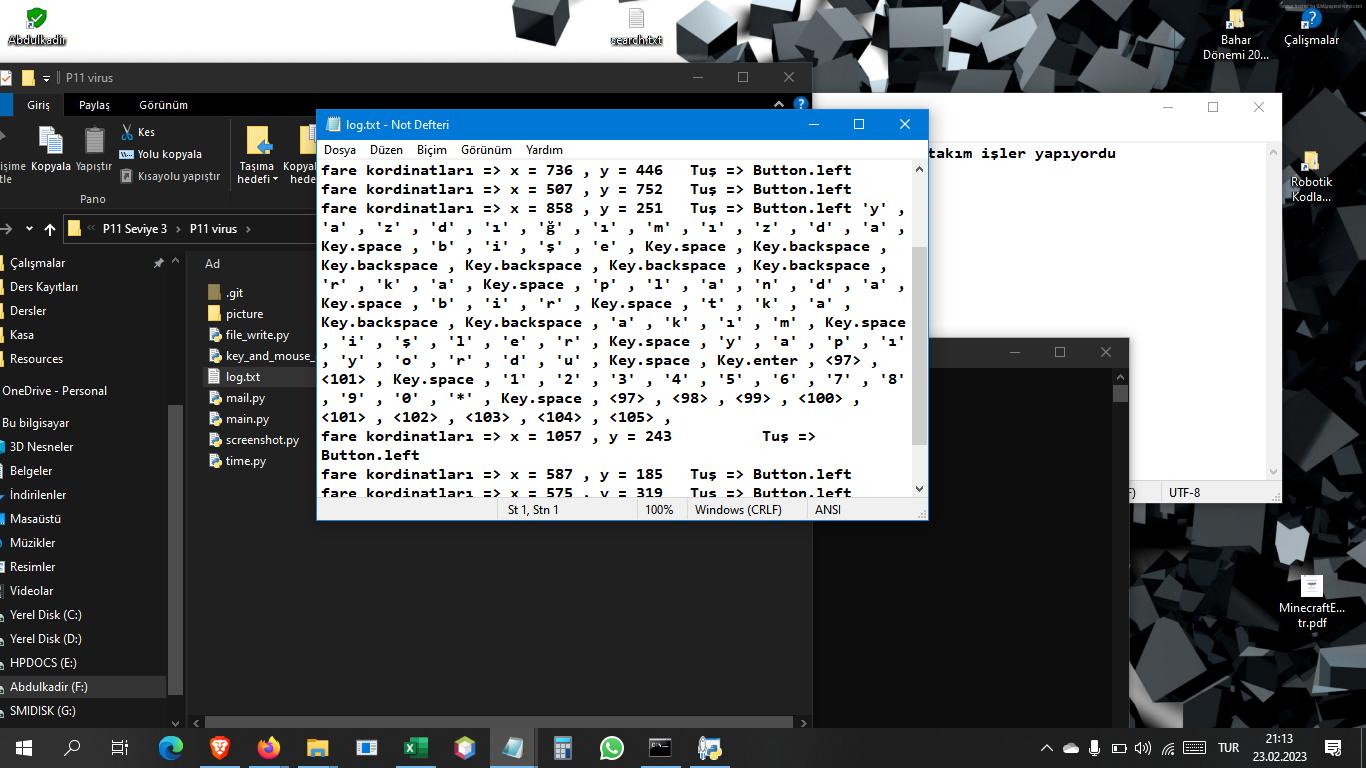 Abdulkadir
search.txt
Bahar
Dönemi 20...
Çalışmalar
P11 virus
Giriş
Paylaş
Görünüm
Kopyala
Yapıştır
Kes
Yolu kopyala
Kısayolu yapıştır
Taşıma
hedefi
Pano
P11 Seviye 3 > P11 virus >
Çalışmalar
Ders Kayıtları
Dersler
Kasa
Resources
OneDrive - Personal
Bu bilgisayar
3D Nesneler
Belgeler
İndirilenler
Masaüstü
Müzikler
Resimler
Videolar
Yerel Disk (C:)
Yerel Disk (D:)
HPDOCS (E:)
Abdulkadir (F:)
SMIDISK (G:)
Ad
.git
picture
file_write.py
key_and_mouse_
log.txt
mail.py
main.py
screenshot.py
time.py
log.txt - Not Defteri
Dosya Düzen Biçim Görünüm Yardım
fare kordinatları => x = 736 , y = 446 Tuş => Button.left
fare kordinatları => x = 507 , y = 752 Tuş => Button.left
fare kordinatları => x = 858 , y = 251 Tuş => Button.left 'y' ,
'a' , 'z' , 'd' , 'ı' , 'ğ' , 'ı' , 'm' , 'ı' , 'z' , 'd' , 'a' ,
Key.space , 'b' , 'i' , 'ş' , 'e' , Key.space , Key.backspace ,
Key.backspace , Key.backspace , Key.backspace , Key.backspace ,
'r' , 'k' , 'a' , Key.space , 'p' , 'l' , 'a' , 'n' , 'd' , 'a' ,
Key.space , 'b' , 'i' , 'r' , Key.space , 't' , 'k' , 'a' ,
Key.backspace , Key.backspace , 'a' , 'k' , 'ı' , 'm' , Key.space
, 'i' , 'ş' , 'l' , 'e' , 'r' , Key.space , 'y' , 'a' , 'p' , 'ı'
, 'y' , 'o' , 'r' , 'd' , 'u' , Key.space , Key.enter , <97> ,
<101> , Key.space , '1' , '2' , '3' , '4' , '5' , '6' , '7' , '8'
, '9' , '0' , '*' , Key.space , <97> , <98> , <99> , <100> ,
<101> , <102> , <103> , <104> , <105> ,
fare kordinatları => x = 1057 , y = 243 Tuş =>
Button.left
fare kordinatları => x = 587 , y = 185 Tuş => Button.left
fare kordinatları => x = 575 , y = 319 Tuş => Button.left
St 1, Stn 1
100%
Windows (CRLF)
ANSI
takım işler yapıyordu
UTF-8
Robotik
Kodla...
MinecraftE...
tr.pdf
TUR
21:13
23.02.2023